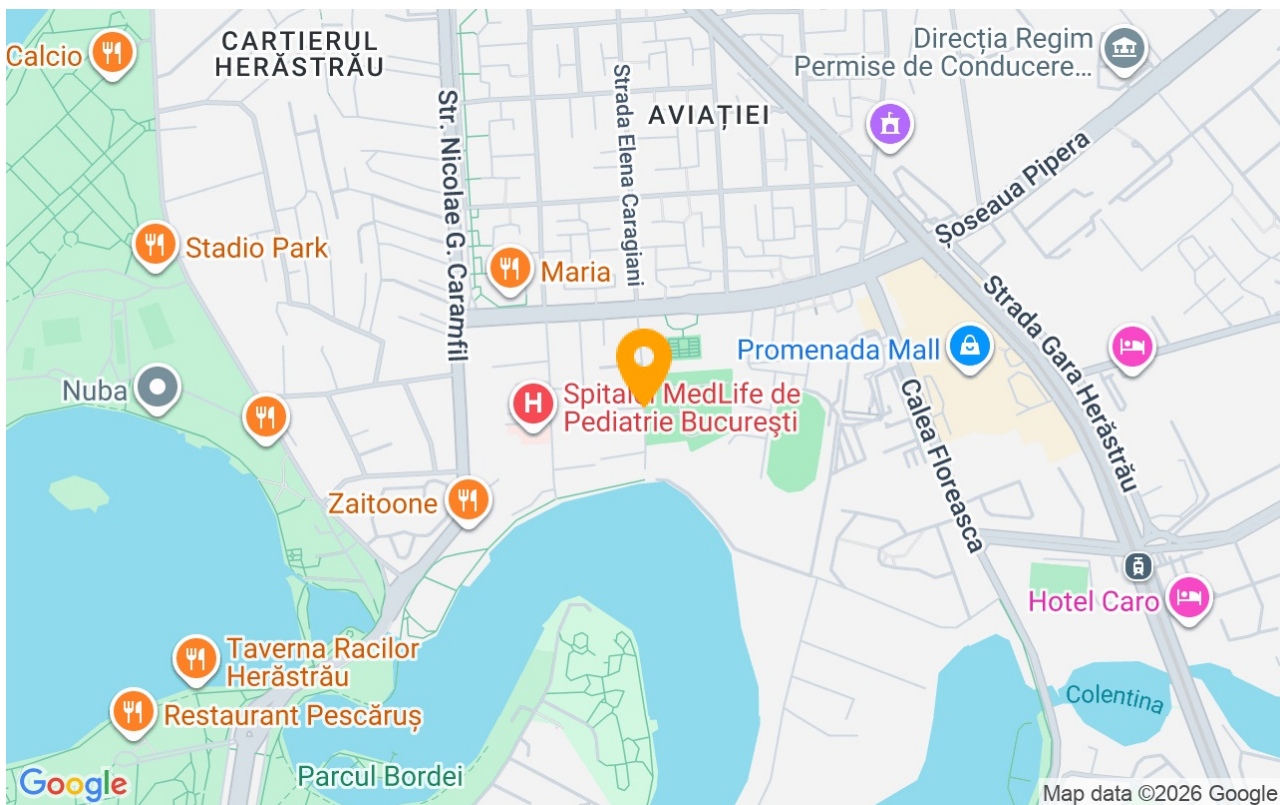 Calcio
CARTIERUL
HERĂSTRĂU
Direcția Regim
Permise de Conducere...
AVIAȚIEI
Strada Elena Caragiani
Str. Nicolae G. Caramfil
Șoseaua Pipera
Stadio Park
Maria
Strada Gara Herăstrău
Promenada Mall
Nuba
H
Spitalul MedLife de
Pediatrie Bucureşti
Calea Floreasca
Zaitoone
Hotel Caro
Taverna Racilor
Herăstrău
Restaurant Pescăruș
Colentina
Parcul Bordei
Google
Map data ©2026 Google